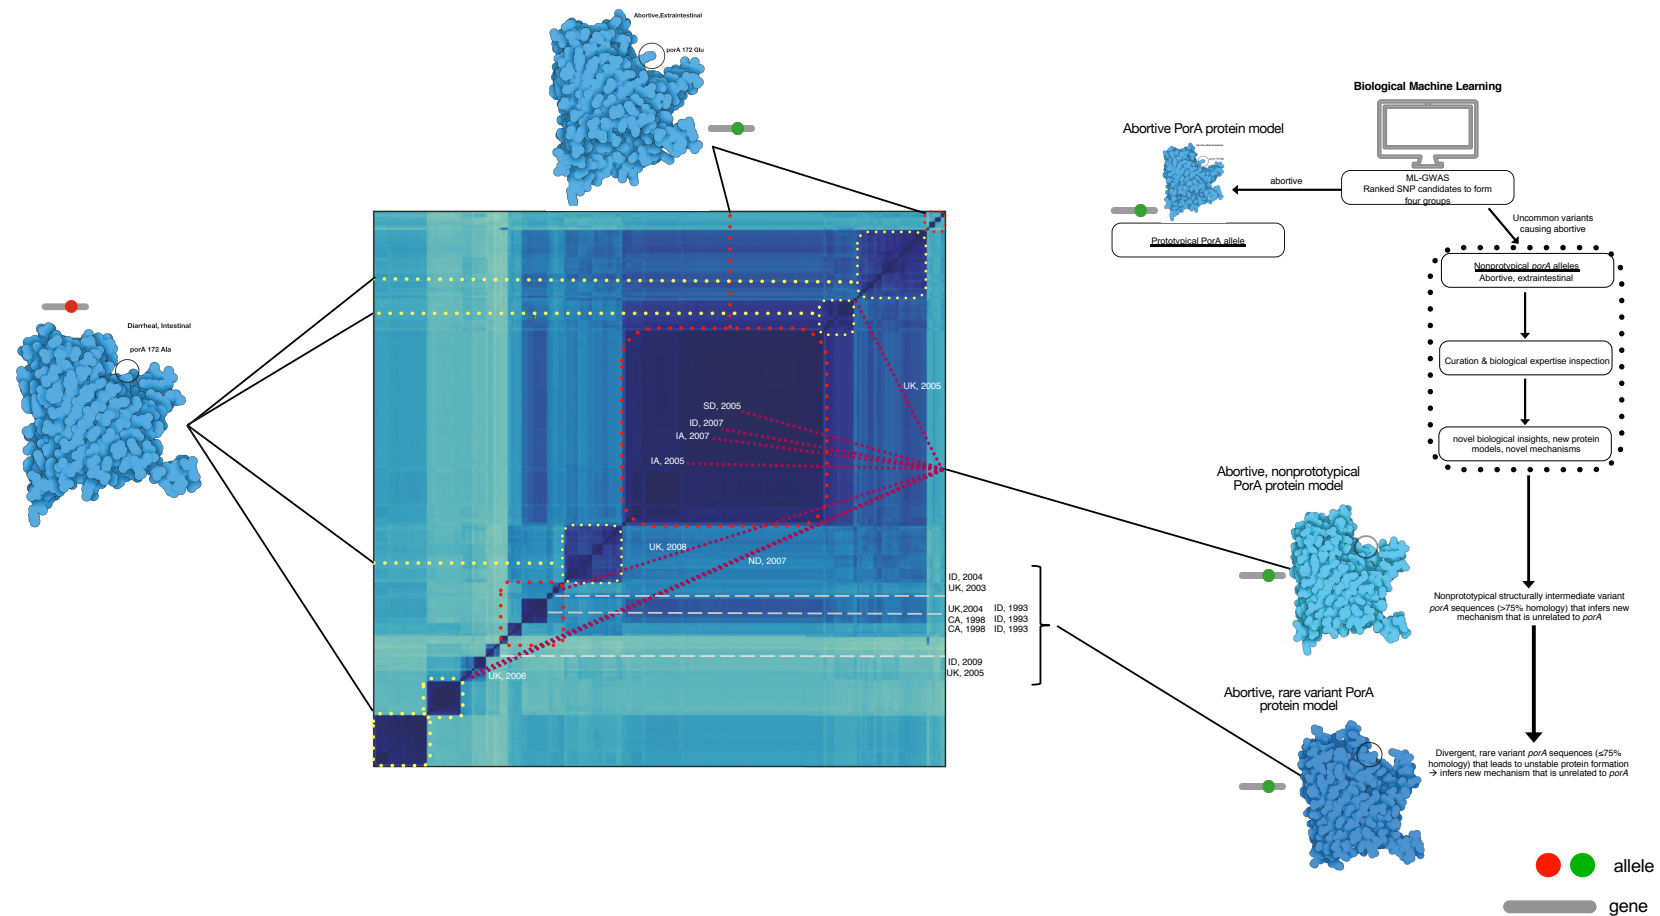 Abortive,Extraintestinal
porA 172 Glu
Diarrheal, Intestinal
porA 172 Ala
UK, 2005
SD, 2005
ID, 2007
IA, 2007
IA, 2005
UK, 2008
ND, 2007
UK, 2006
ID, 2004
UK, 2003
UK,2004 ID, 1993
CA, 1998 ID, 1993
CA, 1998 ID, 1993
ID, 2009
UK, 2005
Biological Machine Learning
Abortive PorA protein model
abortive
ML-GWAS
Ranked SNP candidates to form
four groups
Prototypical PorA allele
Uncommon variants
causing abortive
Nonprotypical porA alleles
Abortive, extraintestinal
Curation & biological expertise inspection
novel biological insights, new protein
models, novel mechanisms
Abortive, nonprototypical
PorA protein model
Nonprototypical structurally intermediate variant
porA sequences (>75% homology) that infers new
mechanism that is unrelated to porA
Abortive, rare variant PorA
protein model
Divergent, rare variant porA sequences (≤75%
homology) that leads to unstable protein formation
→ infers new mechanism that is unrelated to porA
allele
gene